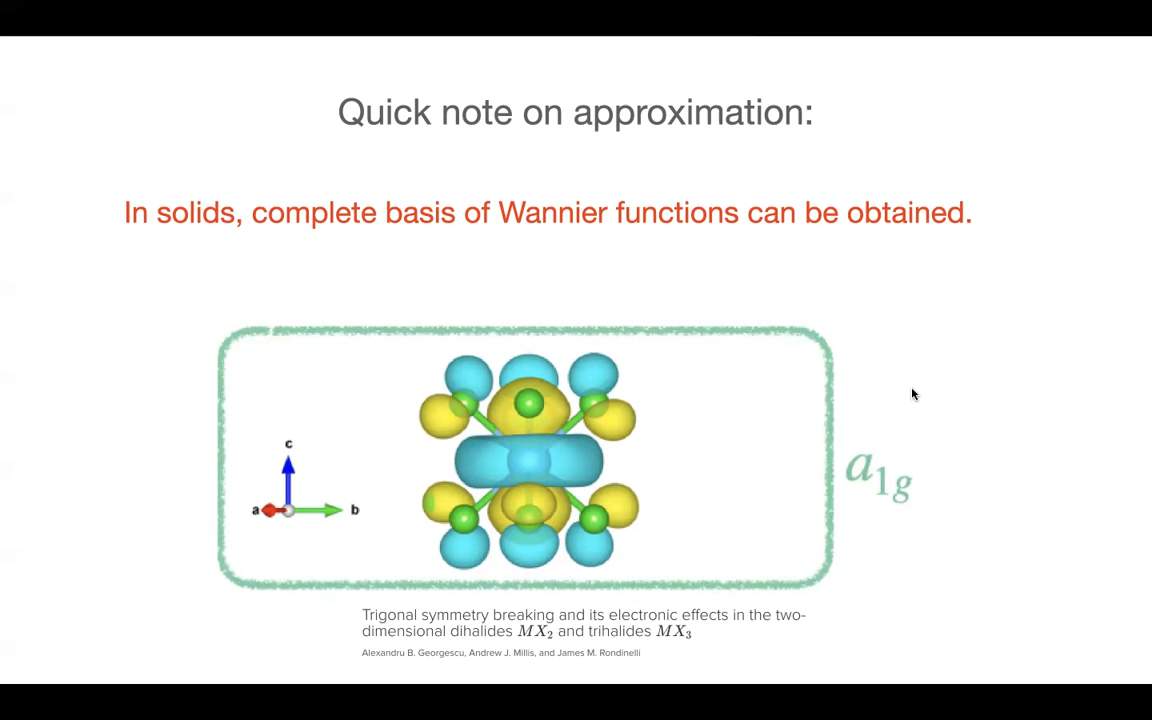 Quick note on approximation:
In solids, complete basis of Wannier functions can be obtained.
c
a
b
a1g
Trigonal symmetry breaking and its electronic effects in the two-
dimensional dihalides MX2 and trihalides MX3
Alexandru B. Georgescu, Andrew J. Millis, and James M. Rondinelli